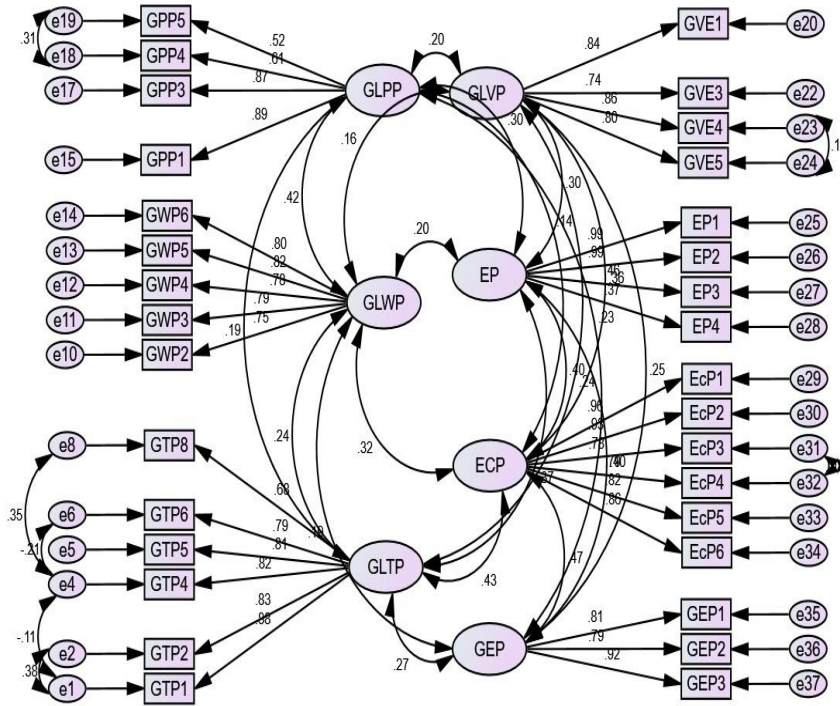 e19 GPP5
.31 e18 GPP4
e17 GPP3
e15 GPP1
.52
.61
.87
.89
GLPP
.20
GLVP
.84
.74
.86
.80
GVE1 e20
GVE3 e22
GVE4 e23
GVE5 e24
.16
.30
.42
.30
.14
e14 GWP6
e13 GWP5
e12 GWP4
e11 GWP3
e10 GWP2
.80
.82
.78
.79
.75
.19
GLWP
.20
EP
.99
.99
.37
.23
EP1 e25
EP2 e26
EP3 e27
EP4 e28
.40
.24
.25
.32
ECP
.96
.78
.82
.86
EcP1 e29
EcP2 e30
EcP3 e31
EcP4 e32
EcP5 e33
EcP6 e34
.24
e8 GTP8
e6 GTP6
e5 GTP5
e4 GTP4
e2 GTP2
e1 GTP1
.35
-.21
-.11
.38
.68
.79
.81
.82
.83
.88
GLTP
.43
.47
.27
GEP
.81
.79
.92
GEP1 e35
GEP2 e36
GEP3 e37